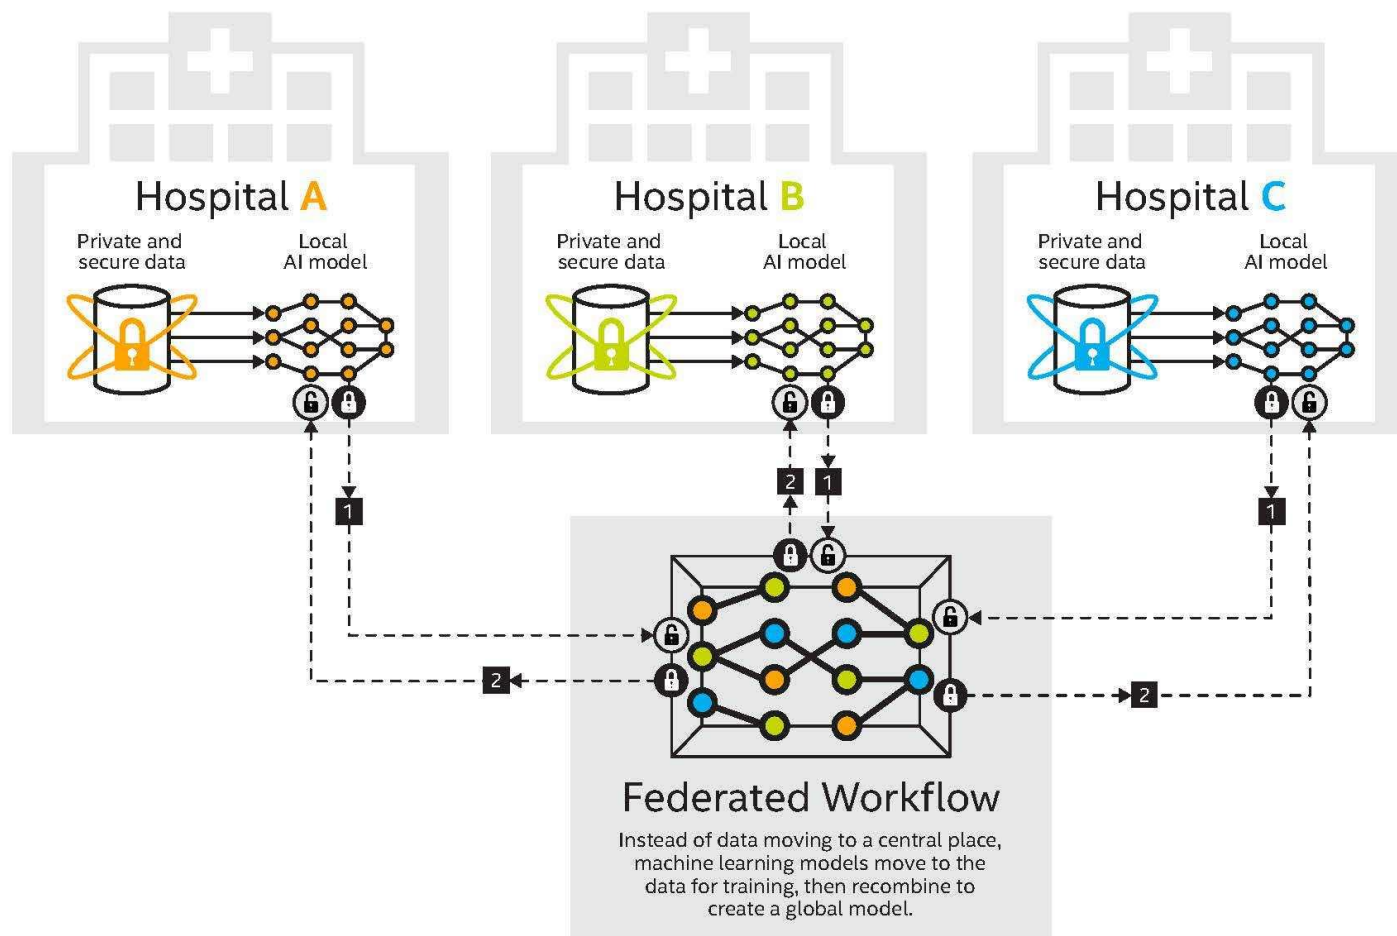 Hospital A
Private and
secure data
Local
AI model
Hospital B
Private and
secure data
Local
AI model
Hospital C
Private and
secure data
Local
AI model
2
1
1
1
2
2
Federated Workflow
Instead of data moving to a central place,
machine learning models move to the
data for training, then recombine to
create a global model.